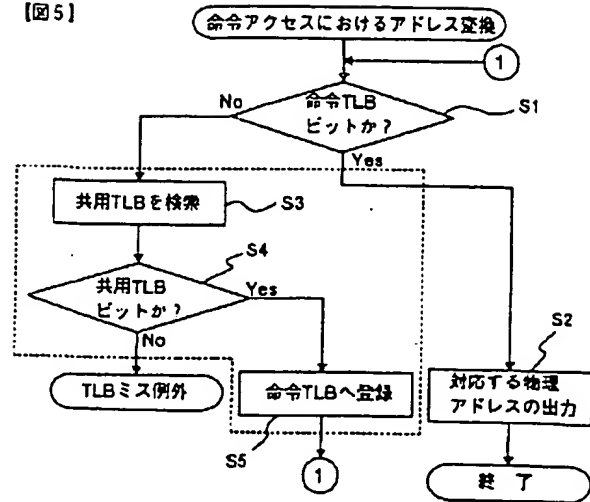 【図5】
命令アクセスにおけるアドレス変換
1
命令TLB
ヒットか?
S1
No
Yes
共用TLBを検索
S3
共用TLB
ヒットか?
S4
Yes
No
TLBミス例外
命令TLBへ登録
S5
1
S2
対応する物理
アドレスの出力
終 了